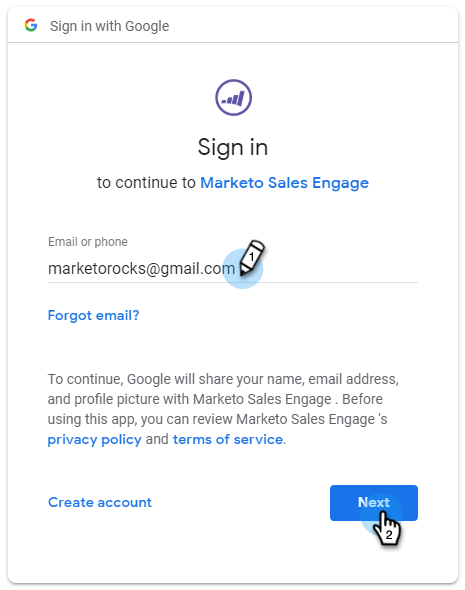 Sign in with Google
Sign in
to continue to Marketo Sales Engage
Email or phone
marketorocks@gmail.com
1
Forgot email?
To continue, Google will share your name, email address,
and profile picture with Marketo Sales Engage . Before
using this app, you can review Marketo Sales Engage 's
privacy policy and terms of service.
Create account
Next
2